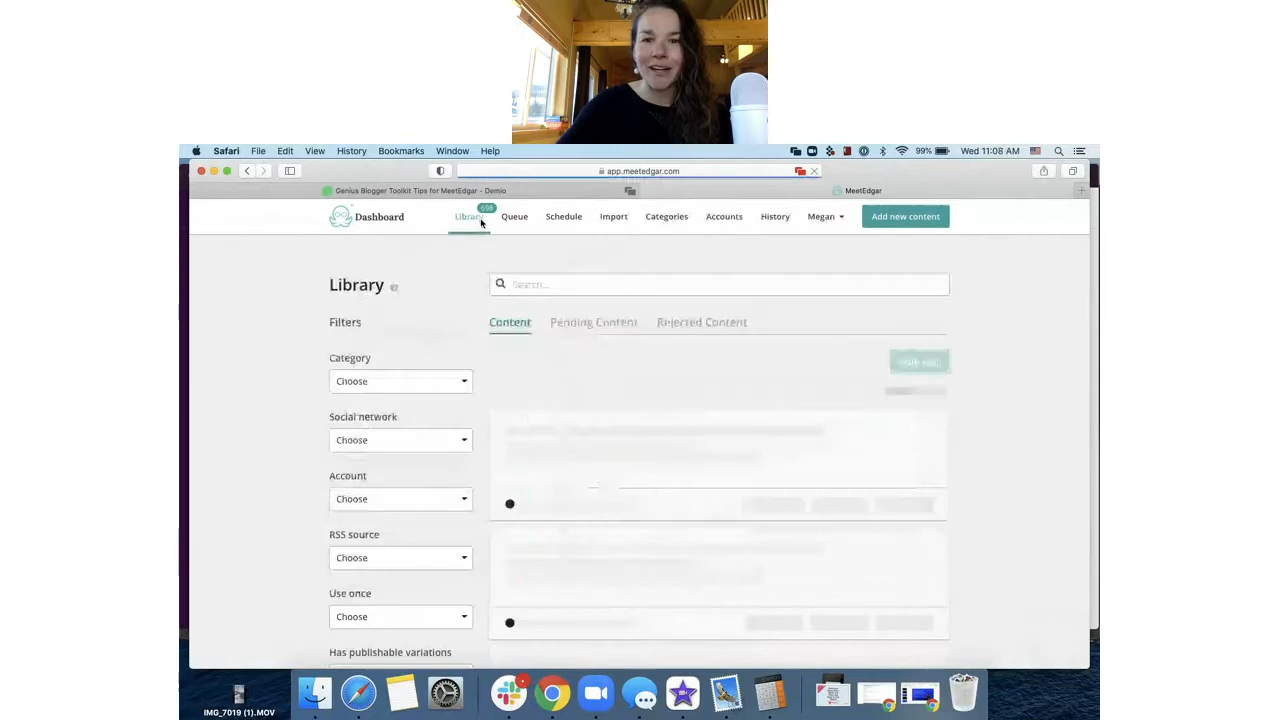 Safari File Edit View History Bookmarks Window Help 99% Wed 11:08 AM
app.meetedgar.com
Genius Blogger Toolkit Tips for MeetEdgar - Demio MeetEdgar
Dashboard Library 698 Queue Schedule Import Categories Accounts History Megan Add new content
Library
Search...
Filters
Content Pending Content Rejected Content
Category
Choose
Social network
Choose
Account
Choose
RSS source
Choose
Use once
Choose
Has publishable variations
IMG_7019 (1).MOV